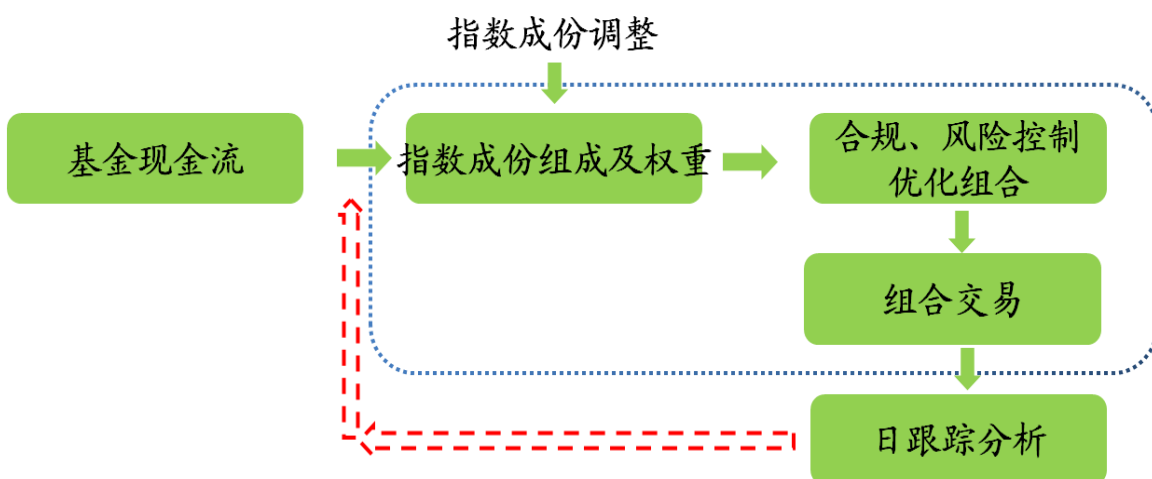 指数成份调整
基金现金流
指数成份组成及权重
合规、风险控制
优化组合
组合交易
日跟踪分析